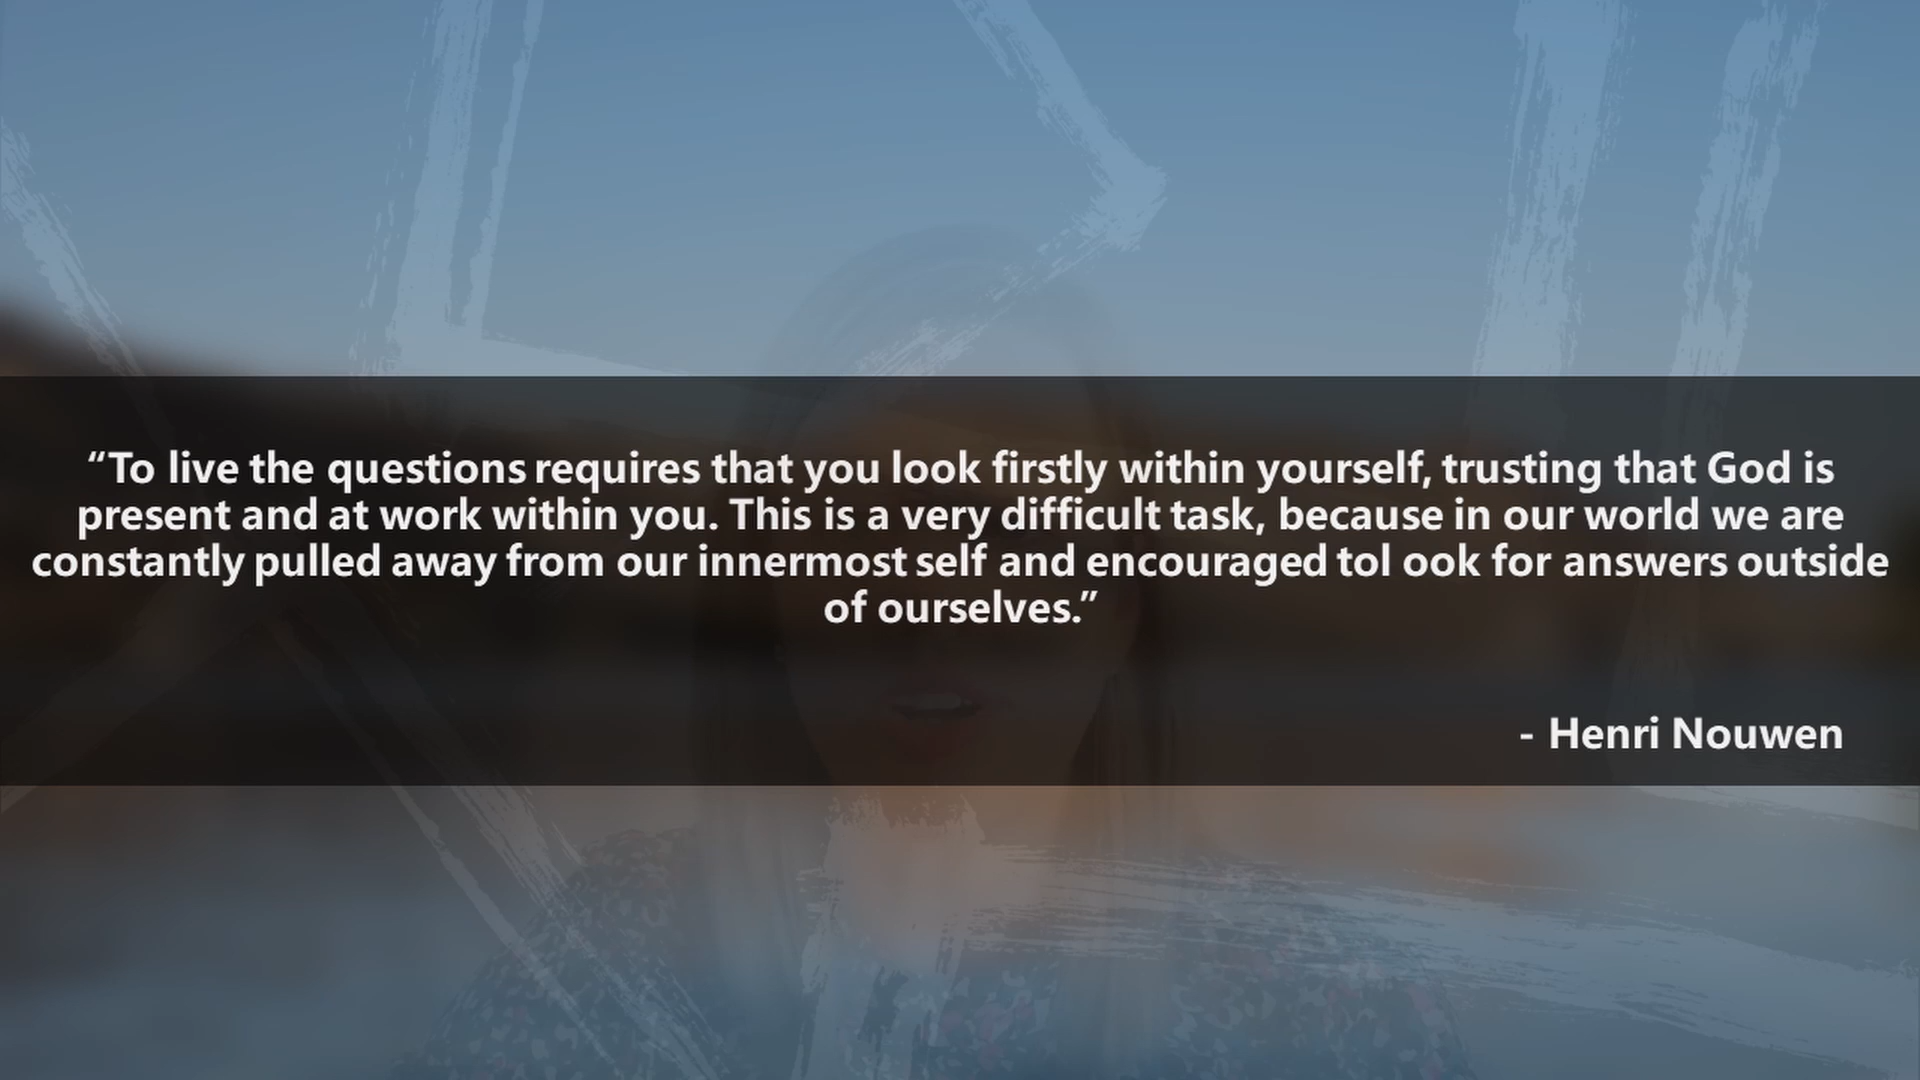 “To live the questions requires that you look firstly within yourself, trusting that God is
present and at work within you. This is a very difficult task, because in our world we are
constantly pulled away from our innermost self and encouraged tol ook for answers outside
of ourselves.”
- Henri Nouwen